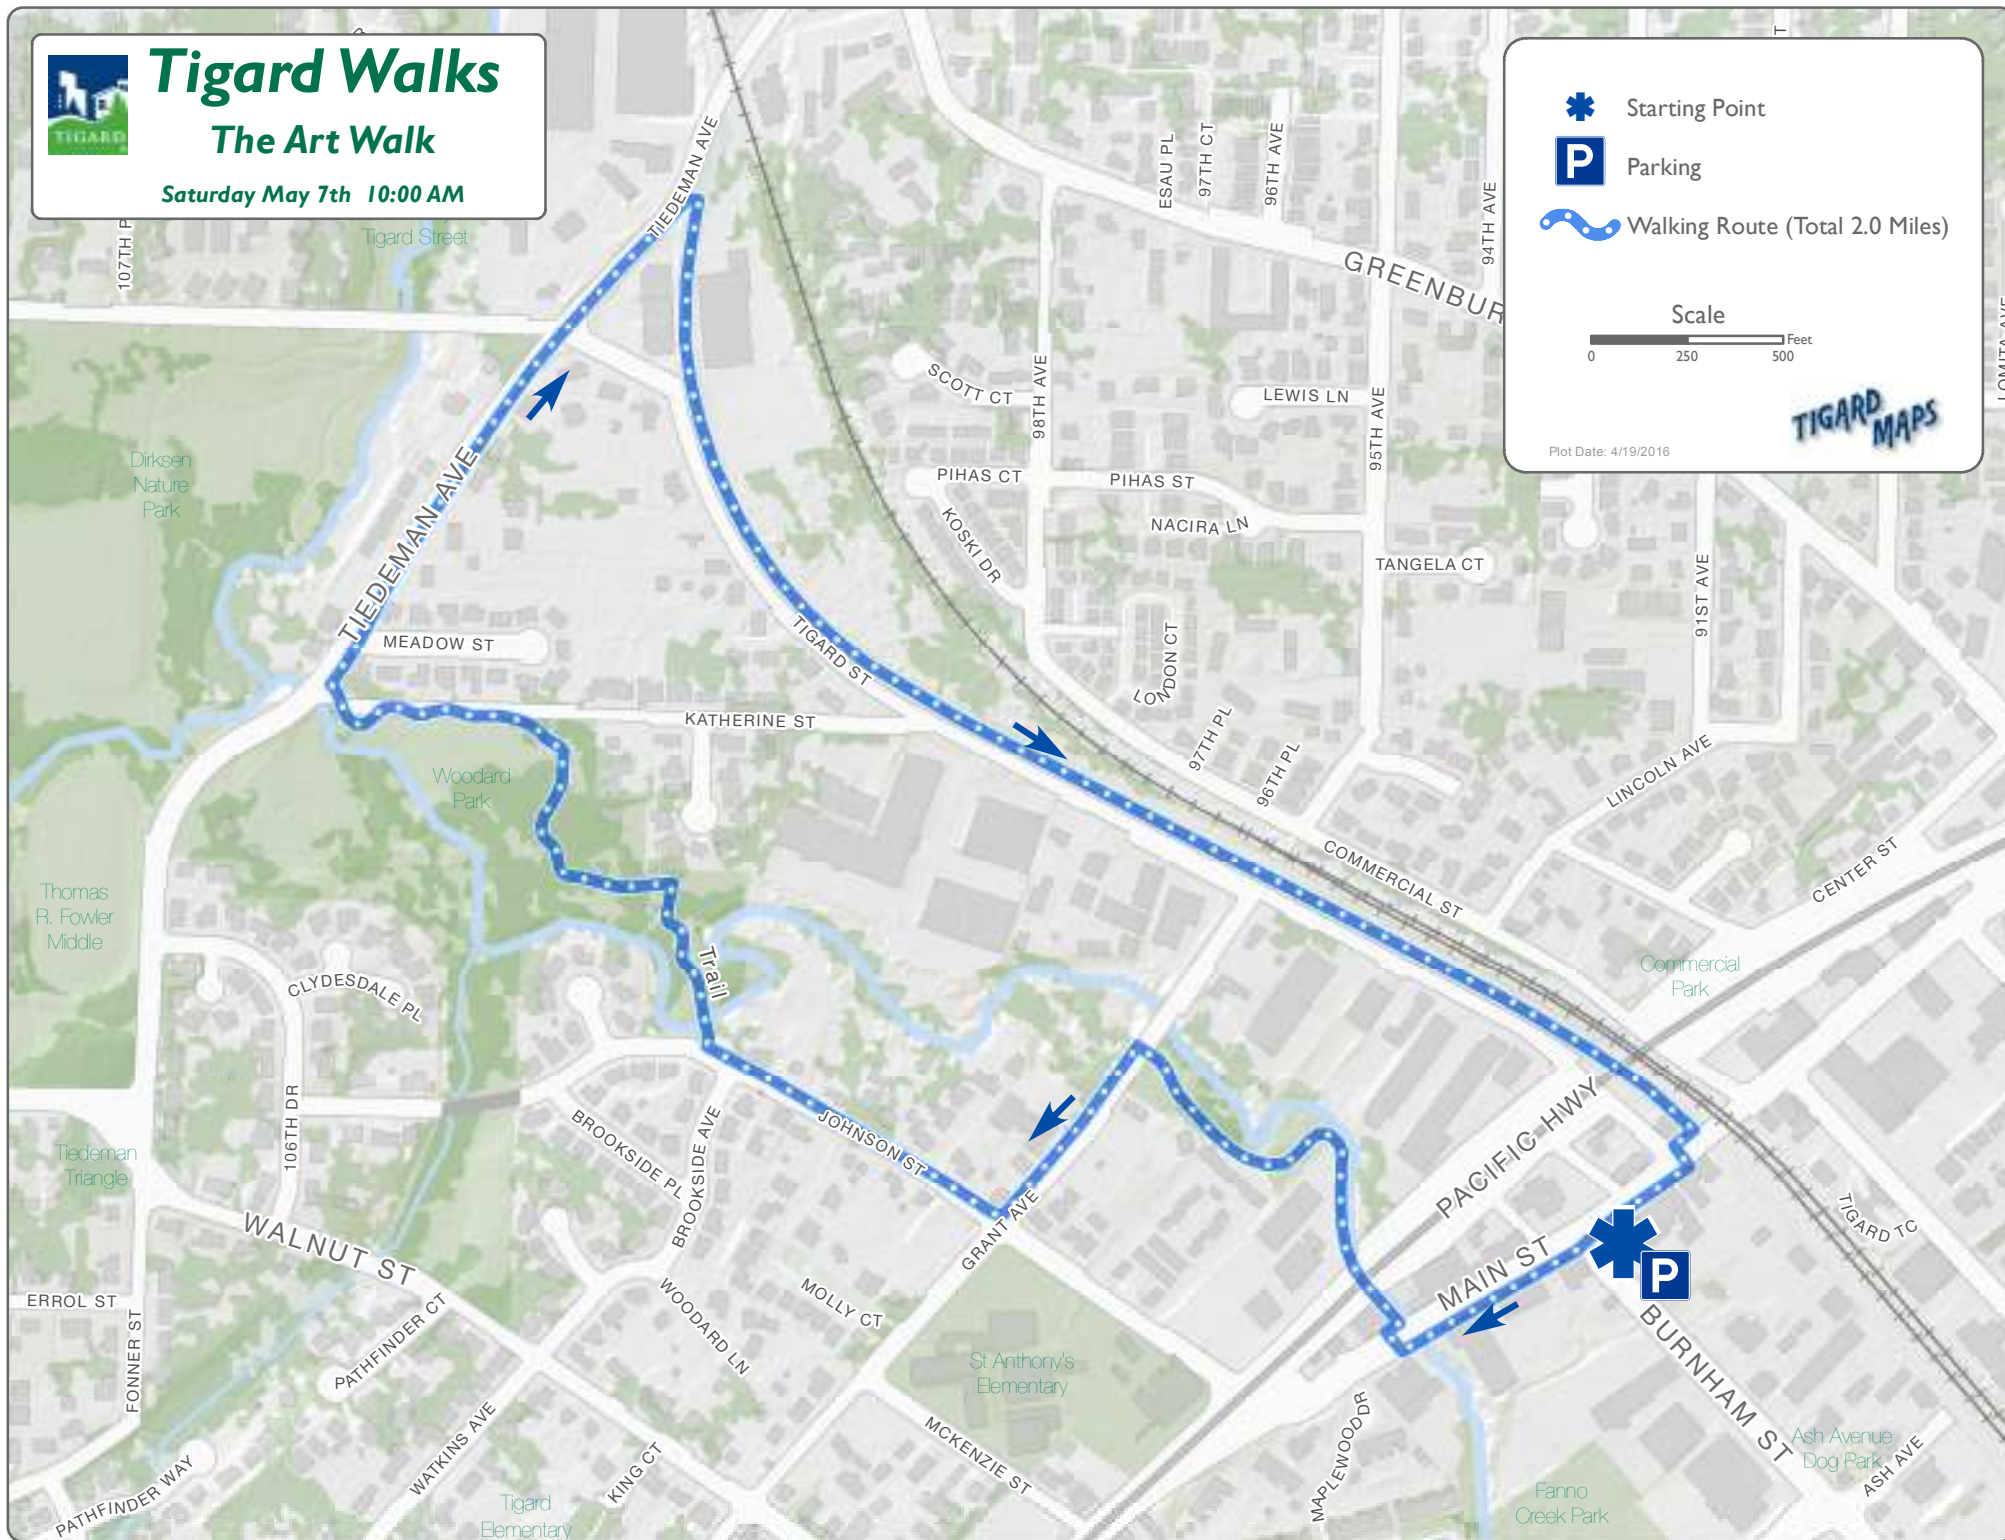 Tigard Walks
The Art Walk
Saturday May 7th 10:00 AM
TIGARD
Starting Point
P
Parking
Walking Route (Total 2.0 Miles)
Scale
Feet
0 250 500
TIGARD
MAPS
Plot Date: 4/19/2016
107TH P
Tigard Street
TIEDEMAN AVE
ESAU PL
97TH CT
96TH AVE
94TH AVE
GREENBUR
LOMITA AVE
SCOTT CT
98TH AVE
LEWIS LN
95TH AVE
Dirksen
Nature
Park
TIEDEMAN AVE
PIHAS CT
PIHAS ST
NACIRA LN
KOSKI DR
TANGELA CT
91ST AVE
MEADOW ST
TIGARD ST
LONDON CT
KATHERINE ST
97TH PL
96TH PL
LINCOLN AVE
Woodard
Park
COMMERCIAL ST
CENTER ST
Thomas
R. Fowler
Middle
CLYDESDALE PL
Trail
Commercial
Park
106TH DR
BROOKSIDE PL
BROOKSIDE AVE
JOHNSON ST
PACIFIC HWY
Tiedeman
Triangle
WALNUT ST
GRANT AVE
TIGARD TC
MAIN ST
P
ERROL ST
FONNER ST
PATHFINDER CT
WOODARD LN
MOLLY CT
BURNHAM ST
St Anthony's
Elementary
MAPLEWOOD DR
MCKENZIE ST
WATKINS AVE
KING CT
PATHFINDER WAY
Tigard
Elementary
Ash Avenue
Dog Park
ASH AVE
Fanno
Creek Park